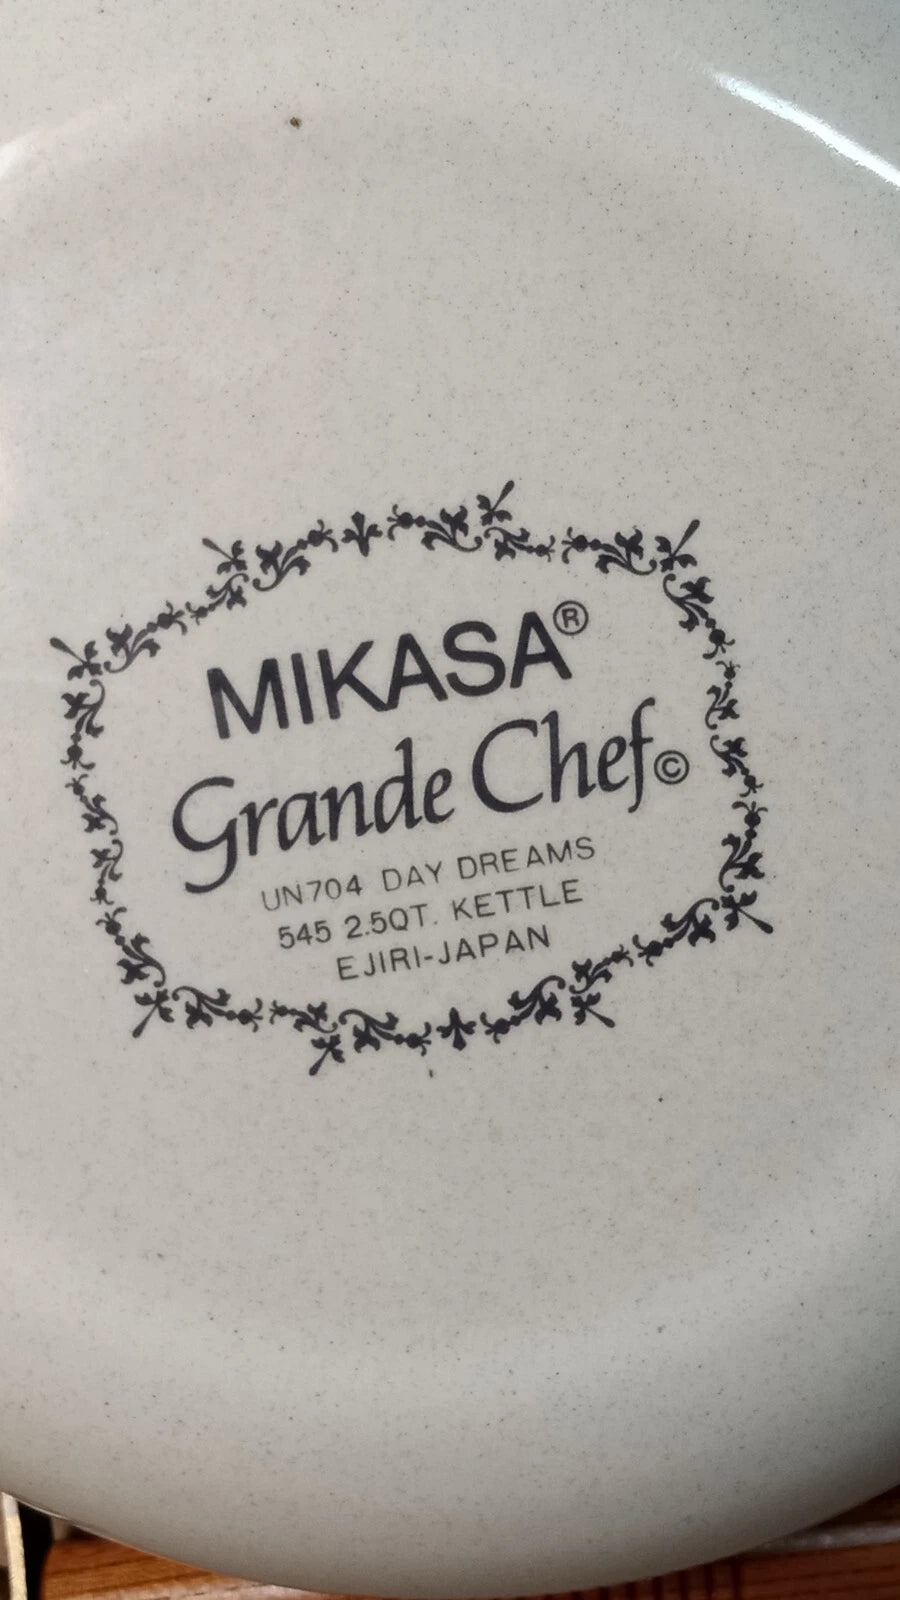 MIKASA®
Grande Chef©
UN704 DAY DREAMS
545 2.5QT. KETTLE
EJIRI-JAPAN